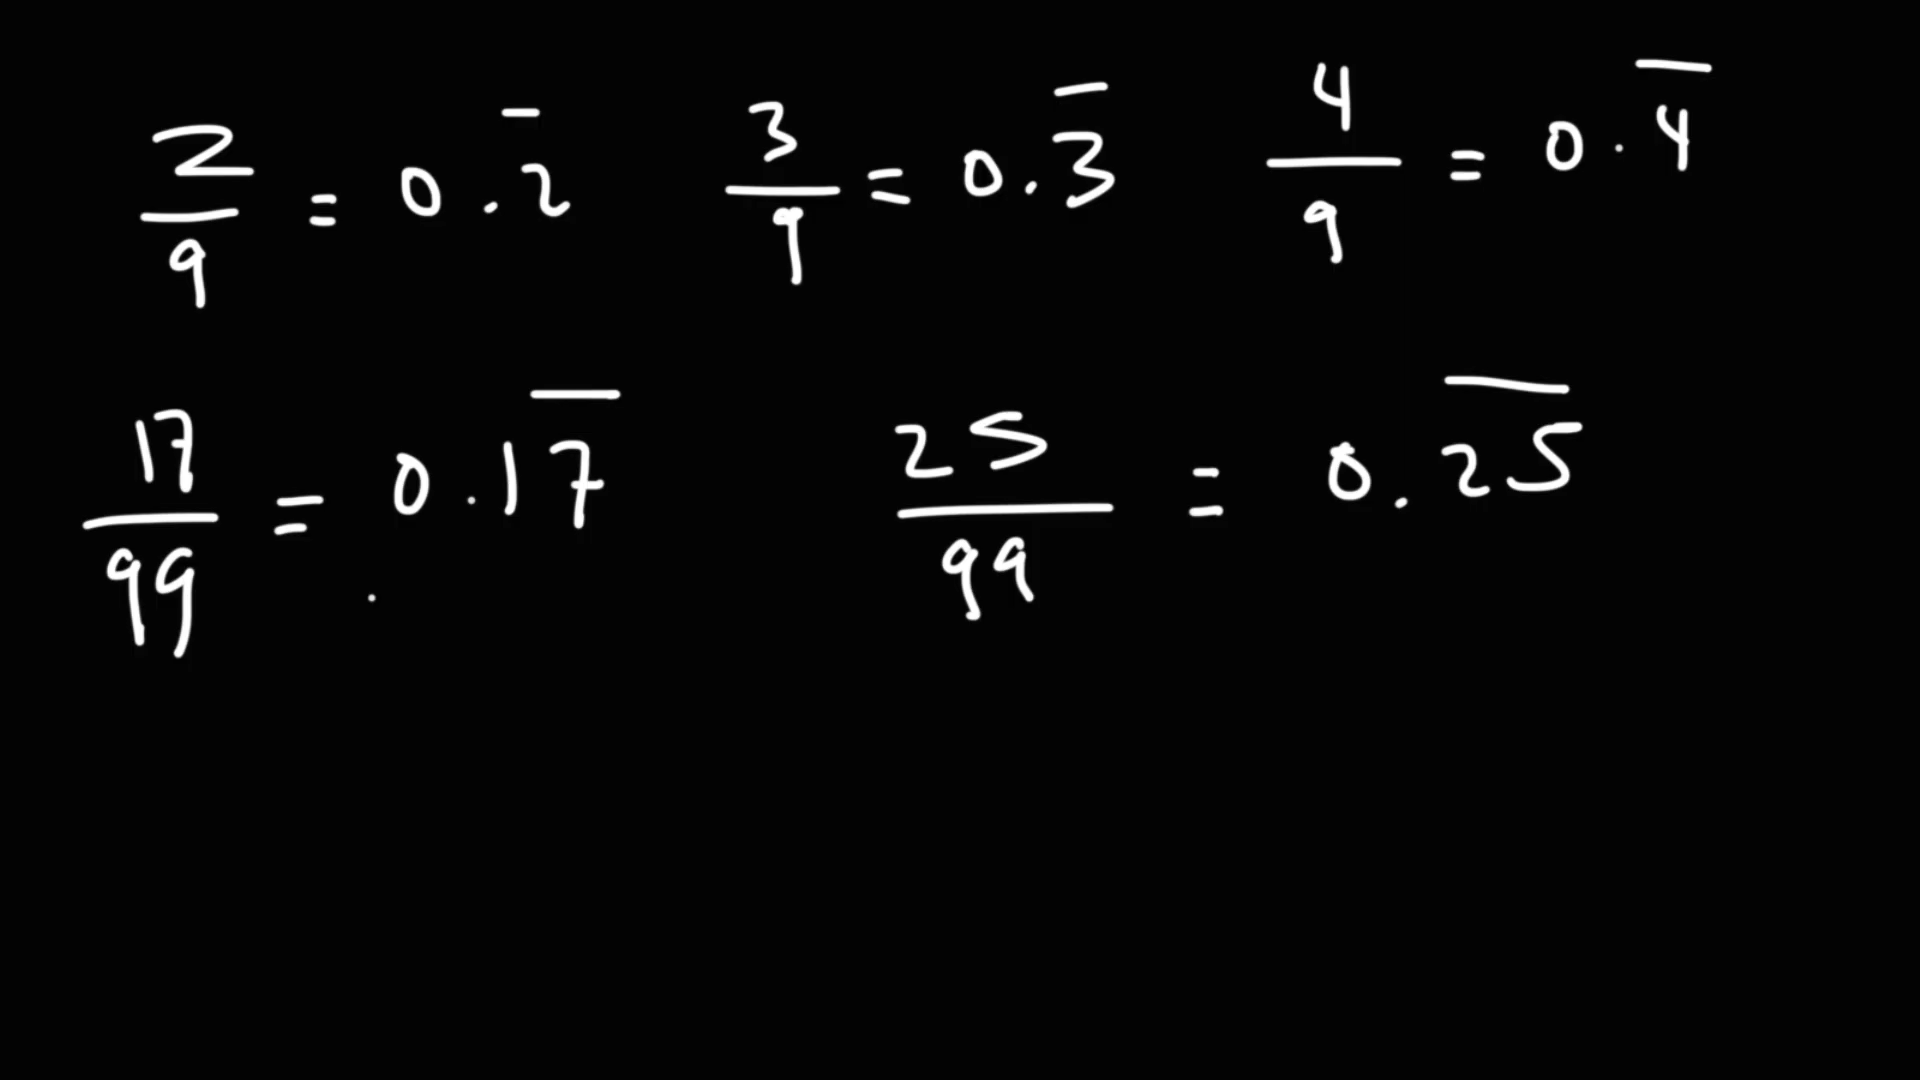 2/9 = 0.2̅ 3/9 = 0.3̅ 4/9 = 0.4̅
17/99 = 0.1̅7̅ 25/99 = 0.2̅5̅